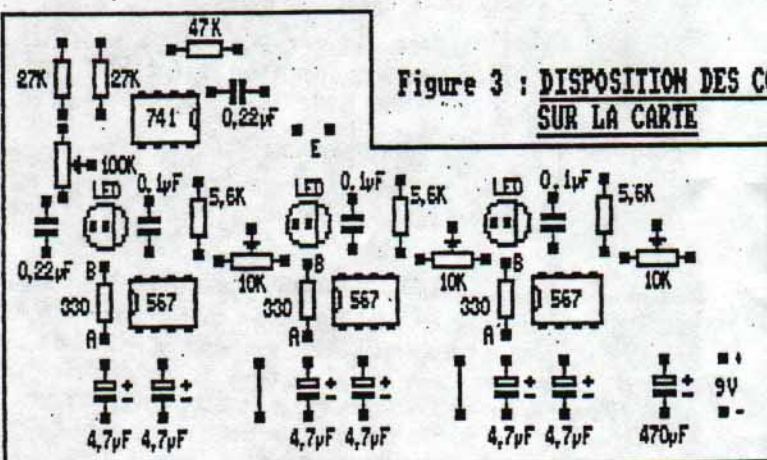 47K
Figure 3 : DISPOSITION DES CO
SUR LA CARTE
27K 27K
741 0,22µF
E
100K
LED 0,1µF 5,6K LED 0,1µF 5,6K LED 0,1µF 5,6K
0,22µF B 10K B 10K B 10K
330 567 330 567 330 567
A A A
+ + + + + + + +
- - - - - - 9V - -
4,7µF 4,7µF 4,7µF 4,7µF 4,7µF 4,7µF 470µF